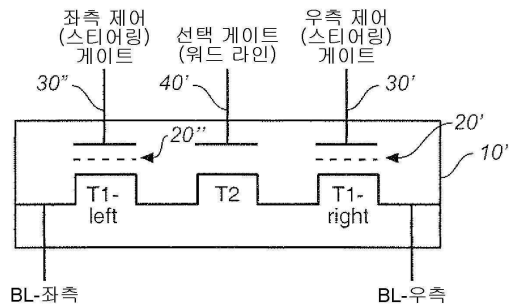 좌측 제어
(스티어링)
게이트
선택 게이트
(워드 라인)
우측 제어
(스티어링)
게이트
30"
40'
30'
20"
20'
10'
T1-
left
T2
T1-
right
BL-좌측
BL-우측